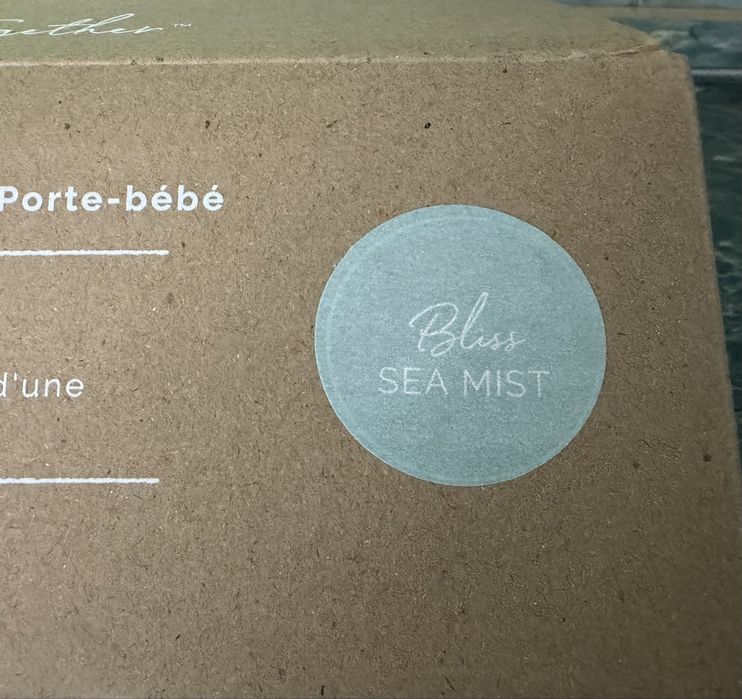 Porte-bébé
d'une
Bliss
SEA MIST